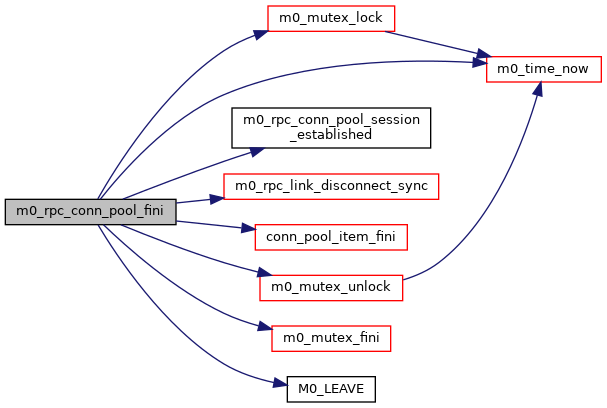 m0_mutex_lock
m0_time_now
m0_rpc_conn_pool_session
_established
m0_rpc_link_disconnect_sync
m0_rpc_conn_pool_fini
conn_pool_item_fini
m0_mutex_unlock
m0_mutex_fini
M0_LEAVE